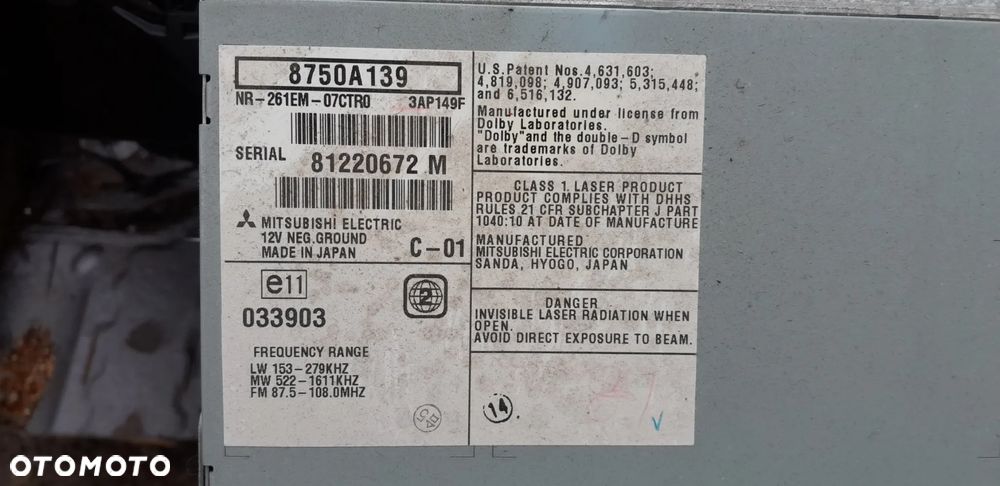 8750A139
NR-261EM-07CTR0 3AP149F
SERIAL 81220672 M
MITSUBISHI ELECTRIC
12V NEG.GROUND
MADE IN JAPAN C-01
e11
033903
2
FREQUENCY RANGE
LW 153-279KHZ
MW 522-1611KHZ
FM 87.5-108.0MHZ
U.S.Patent Nos.4,631,603;
4,819,098; 4,907,093; 5,315,448;
and 6,516,132.
Manufactured under license from
Dolby Laboratories.
"Dolby"and the double-D symbol
are trademarks of Dolby
Laboratories.
CLASS 1 LASER PRODUCT
PRODUCT COMPLIES WITH DHHS
RULES 21 CFR SUBCHAPTER J PART
1040:10 AT DATE OF MANUFACTURE
MANUFACTURED
MITSUBISHI ELECTRIC CORPORATION
SANDA, HYOGO, JAPAN
DANGER
INVISIBLE LASER RADIATION WHEN
OPEN.
AVOID DIRECT EXPOSURE TO BEAM.
14
V
OTOMOTO